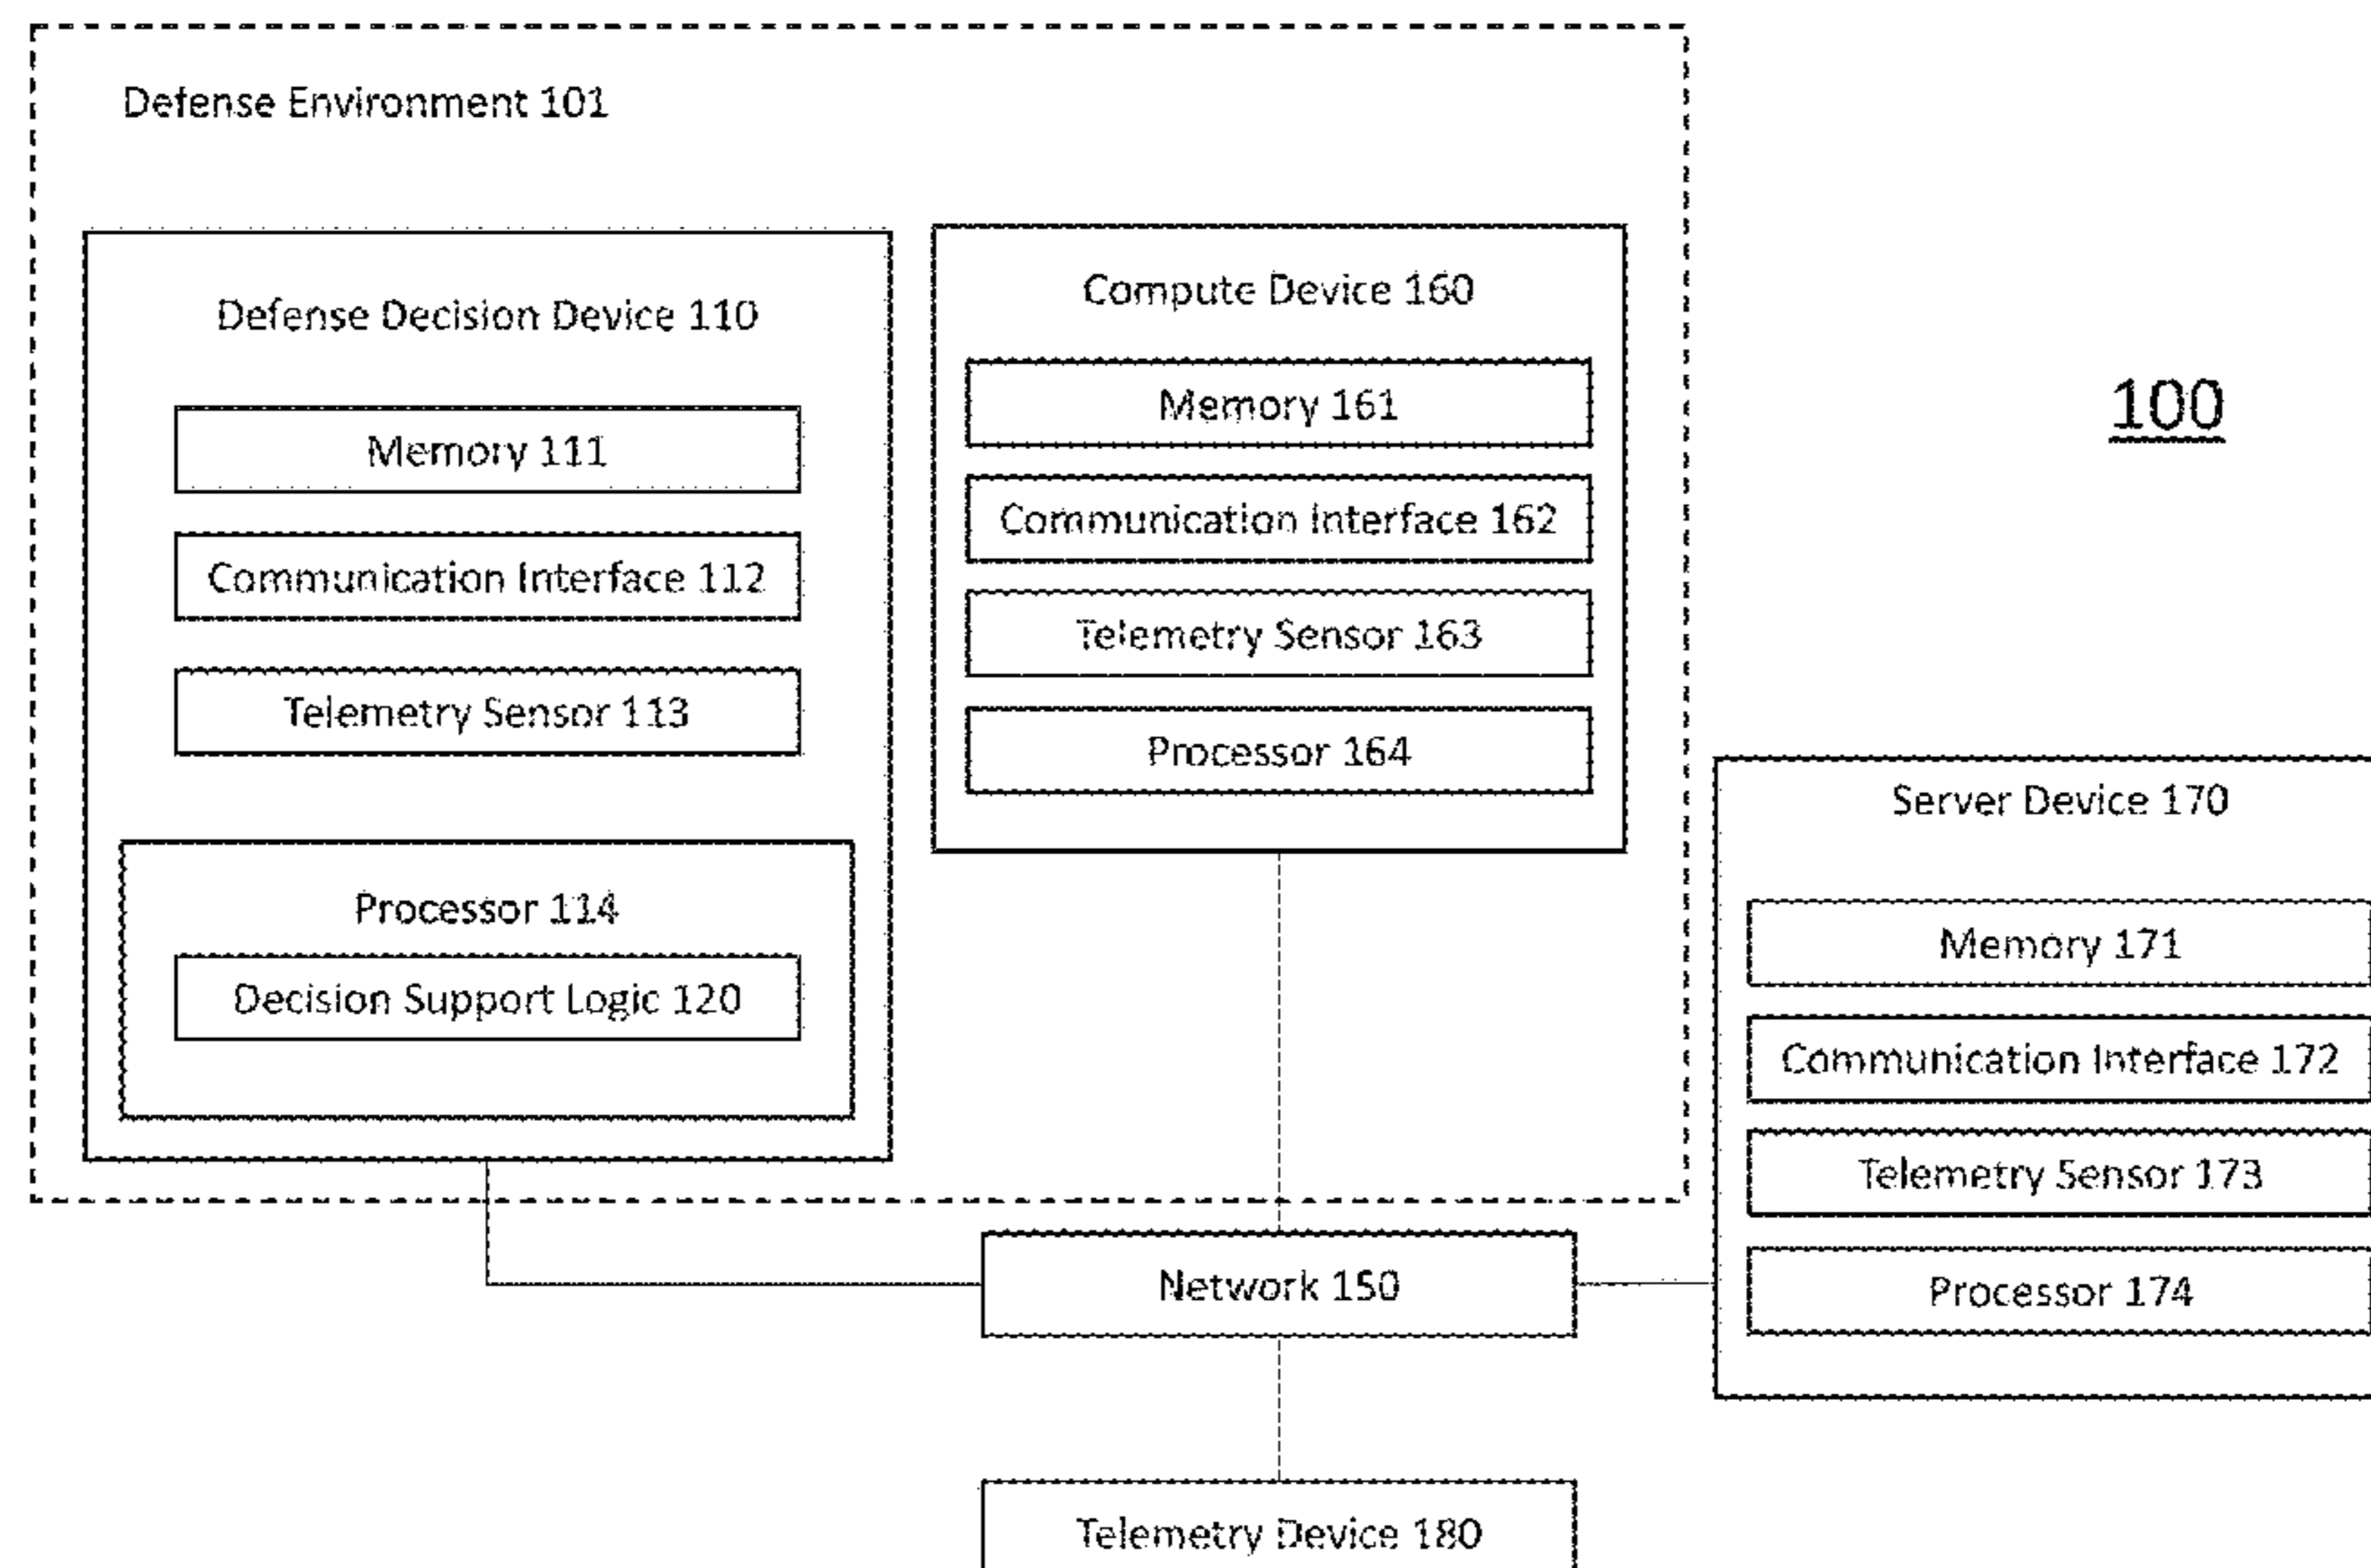 Defense Environment 101
Defense Decision Device 110
Memory 111
Communication Interface 112
Telemetry Sensor 113
Processor 114
Decision Support Logic 120
Compute Device 160
Memory 161
Communication Interface 162
Telemetry Sensor 163
Processor 164
100
Server Device 170
Memory 171
Communication Interface 172
Telemetry Sensor 173
Processor 174
Network 150
Telemetry Device 180